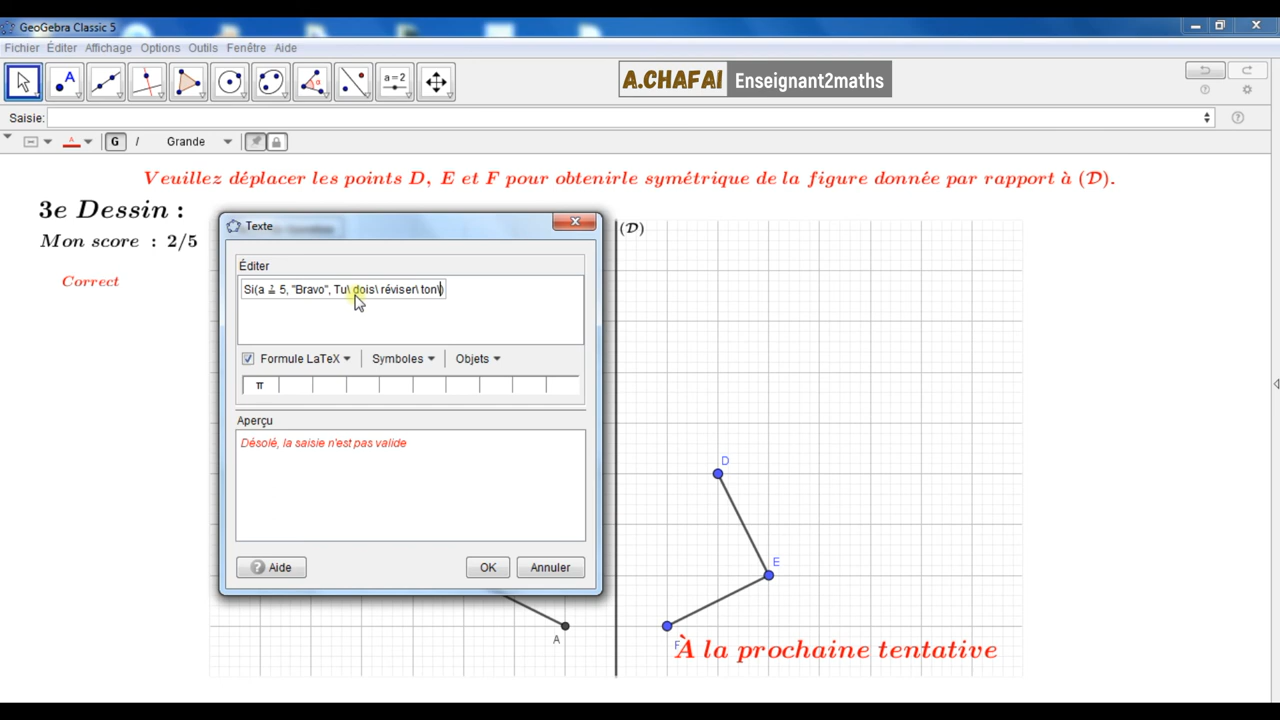 GeoGebra Classic 5
Fichier Éditer Affichage Options Outils Fenêtre Aide
A
α
a=2
A.CHAFAI Enseignant2maths
Saisie:
G I Grande
Veuillez déplacer les points D, E et F pour obtenirle symétrique de la figure donnée par rapport à (D).
3e Dessin :
Mon score : 2/5
Correct
(D)
Texte
Éditer
Si(a ≟ 5, "Bravo", Tu\ dois\ réviser\ ton\)
Formule LaTeX Symboles Objets
π
Aperçu
Désolé, la saisie n'est pas valide
Aide OK Annuler
D
E
A
F
À la prochaine tentative